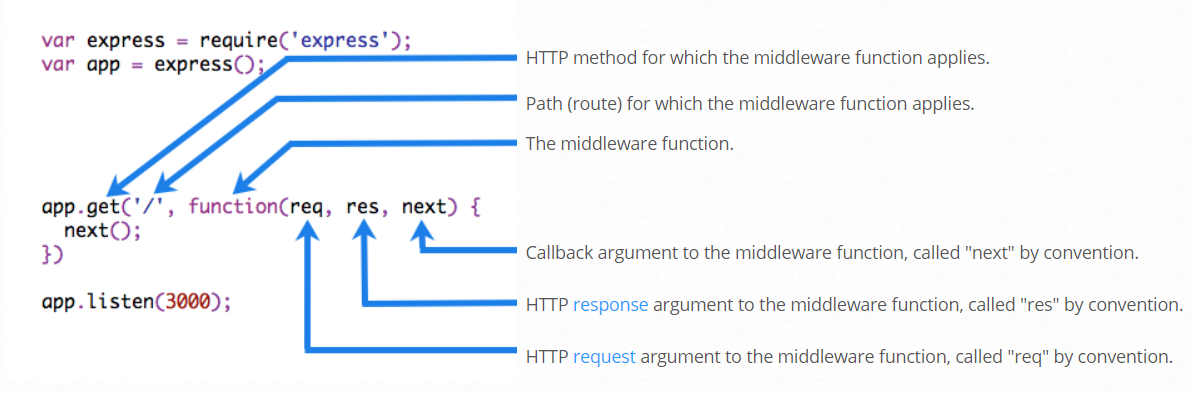 var express = require('express');
var app = express();
HTTP method for which the middleware function applies.
Path (route) for which the middleware function applies.
The middleware function.
app.get('/', function(req, res, next) {
next();
})
app.listen(3000);
Callback argument to the middleware function, called "next" by convention.
HTTP response argument to the middleware function, called "res" by convention.
HTTP request argument to the middleware function, called "req" by convention.